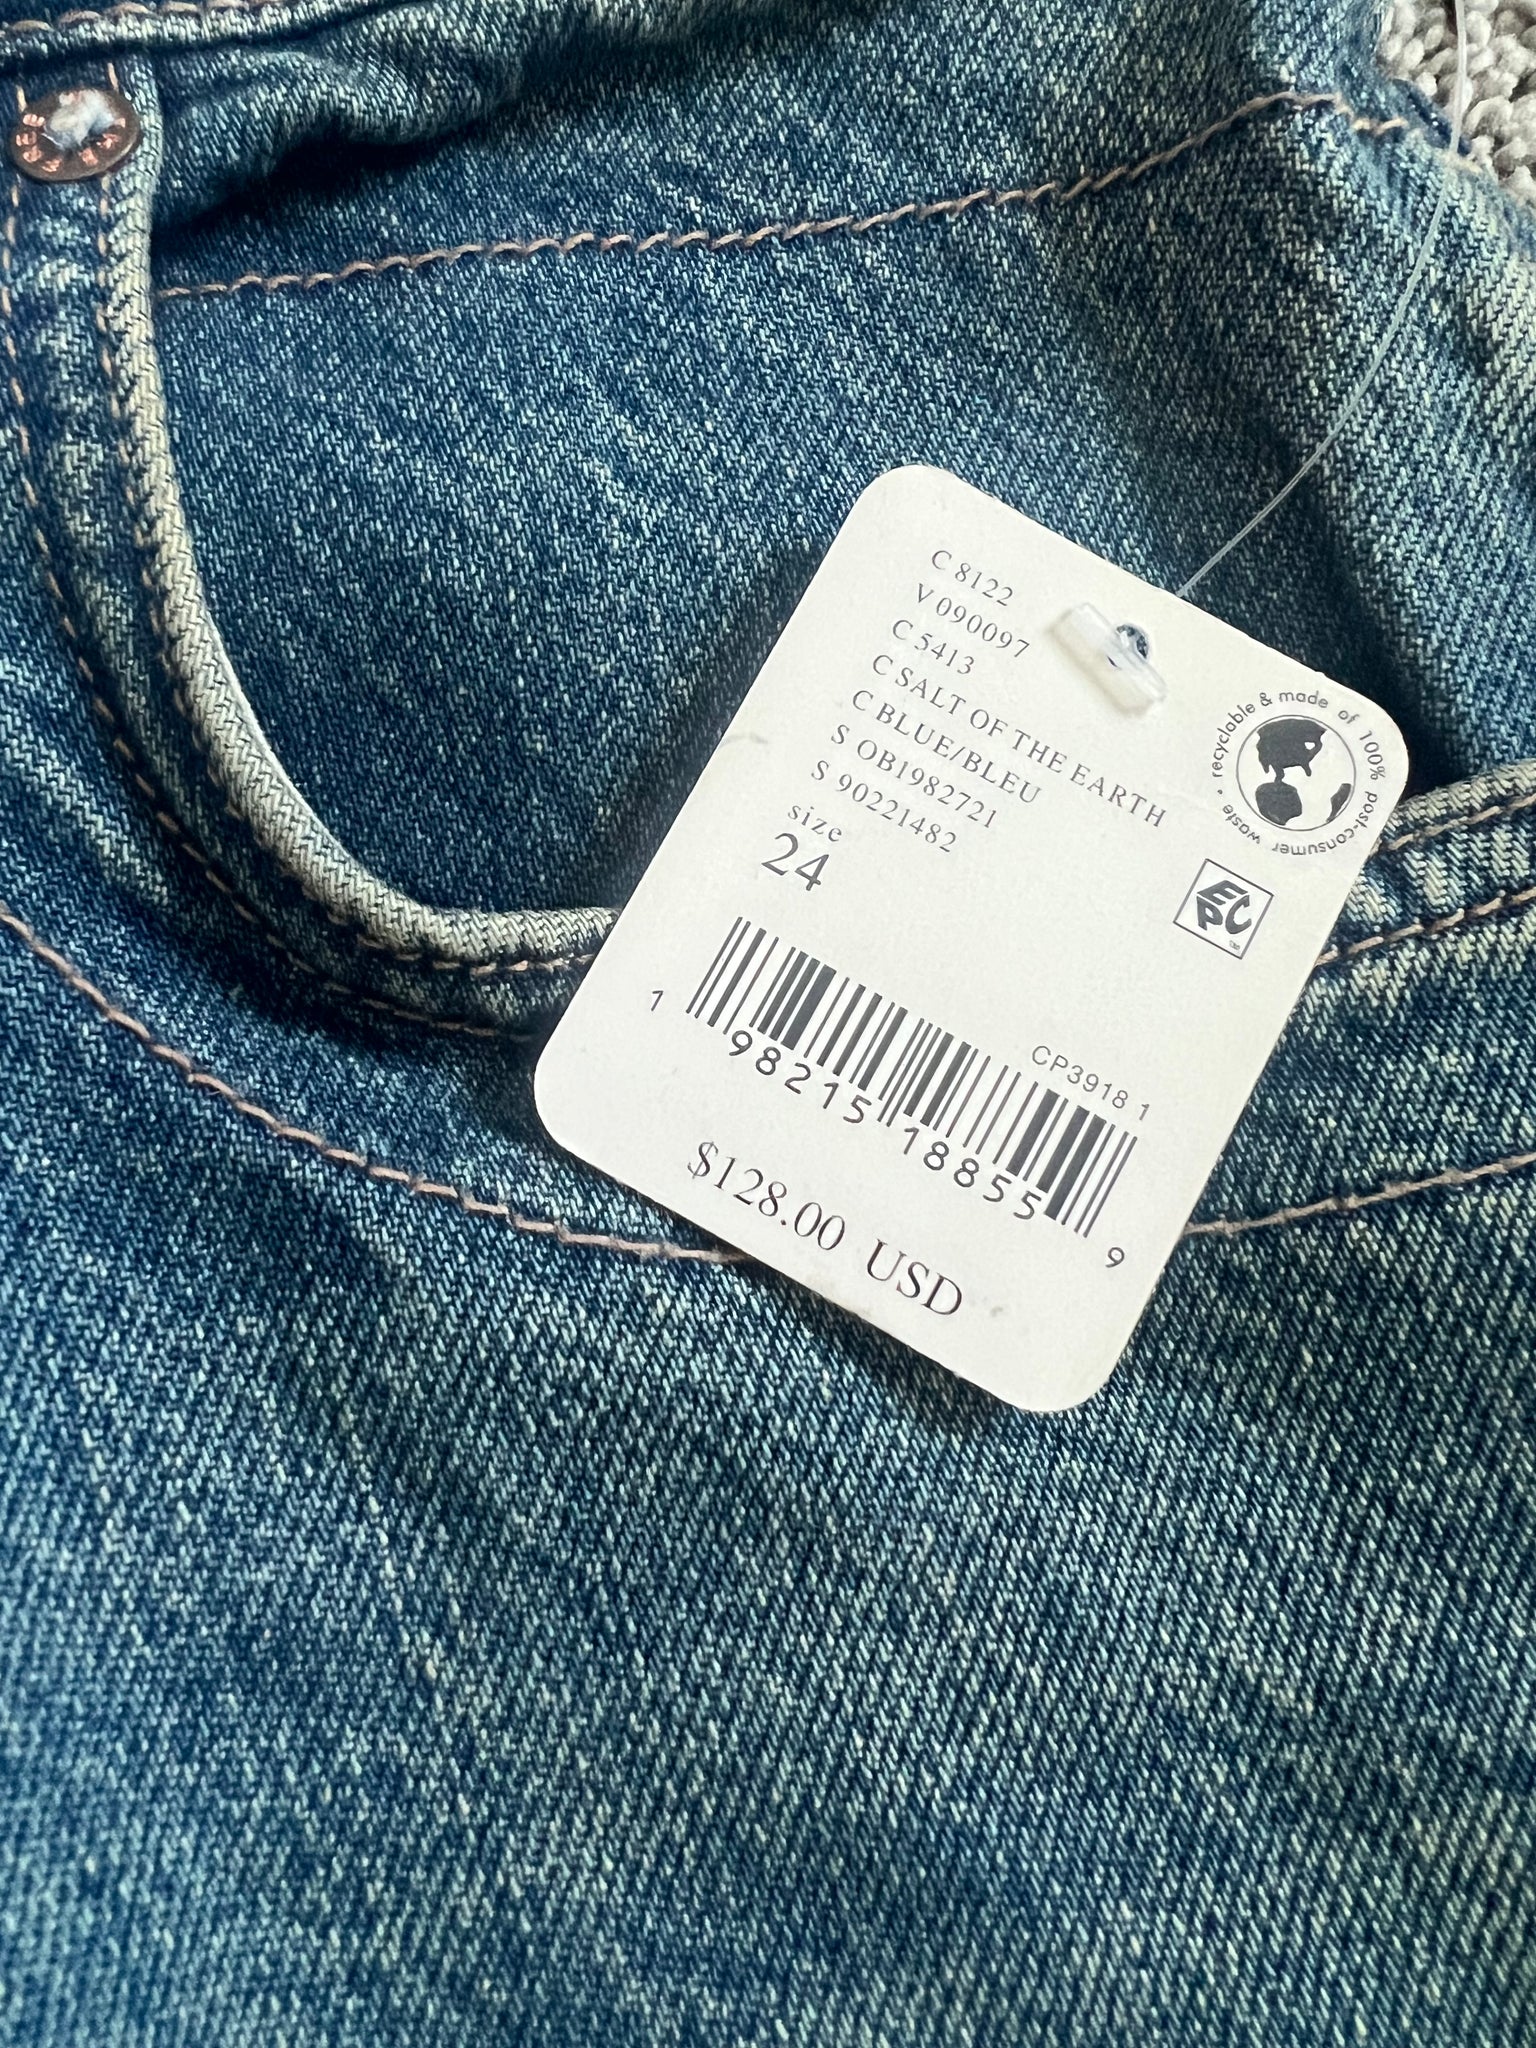 C 8122
V 090097
C 5413
C SALT OF THE EARTH
C BLUE/BLEU
S OB1982721
S 90221482
size
24
recyclable & made of 100% post-consumer waste •
EPC
CP3918 1
1 98215 18855 9
$128.00 USD